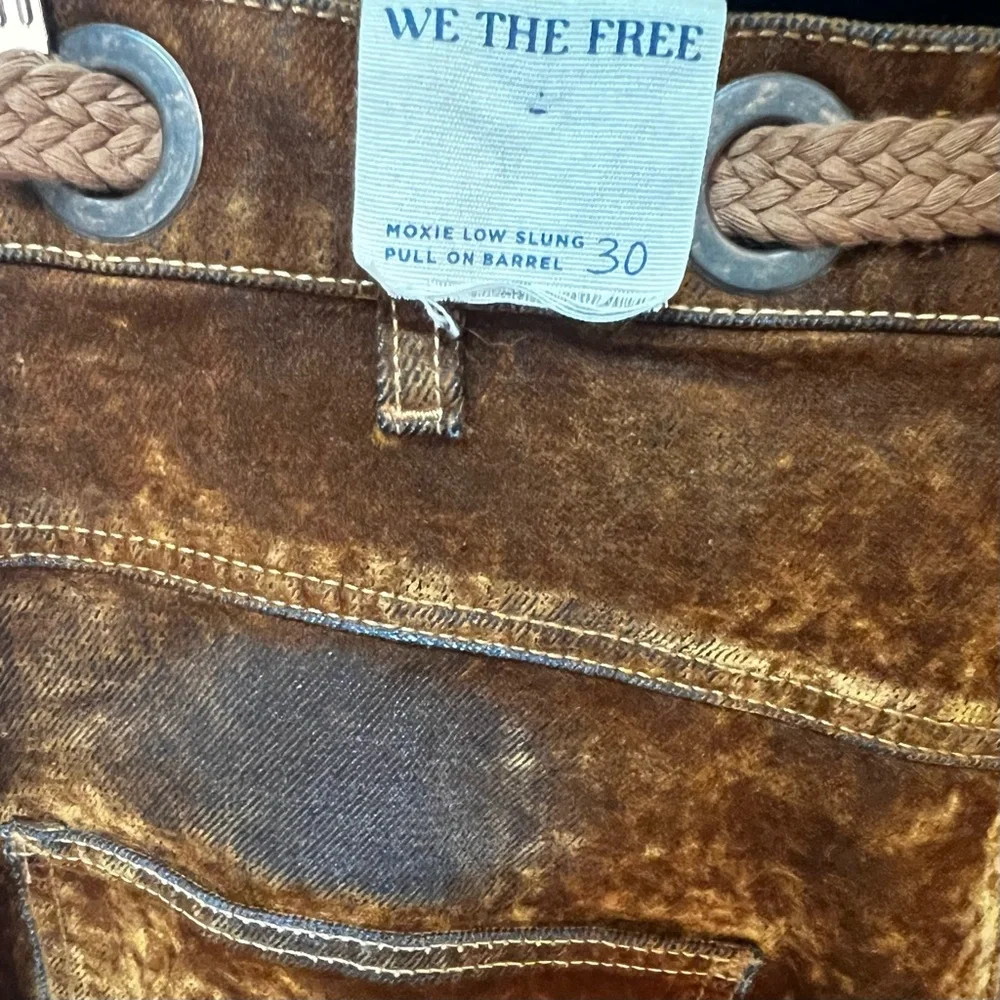 WE THE FREE
MOXIE LOW SLUNG
PULL ON BARREL 30